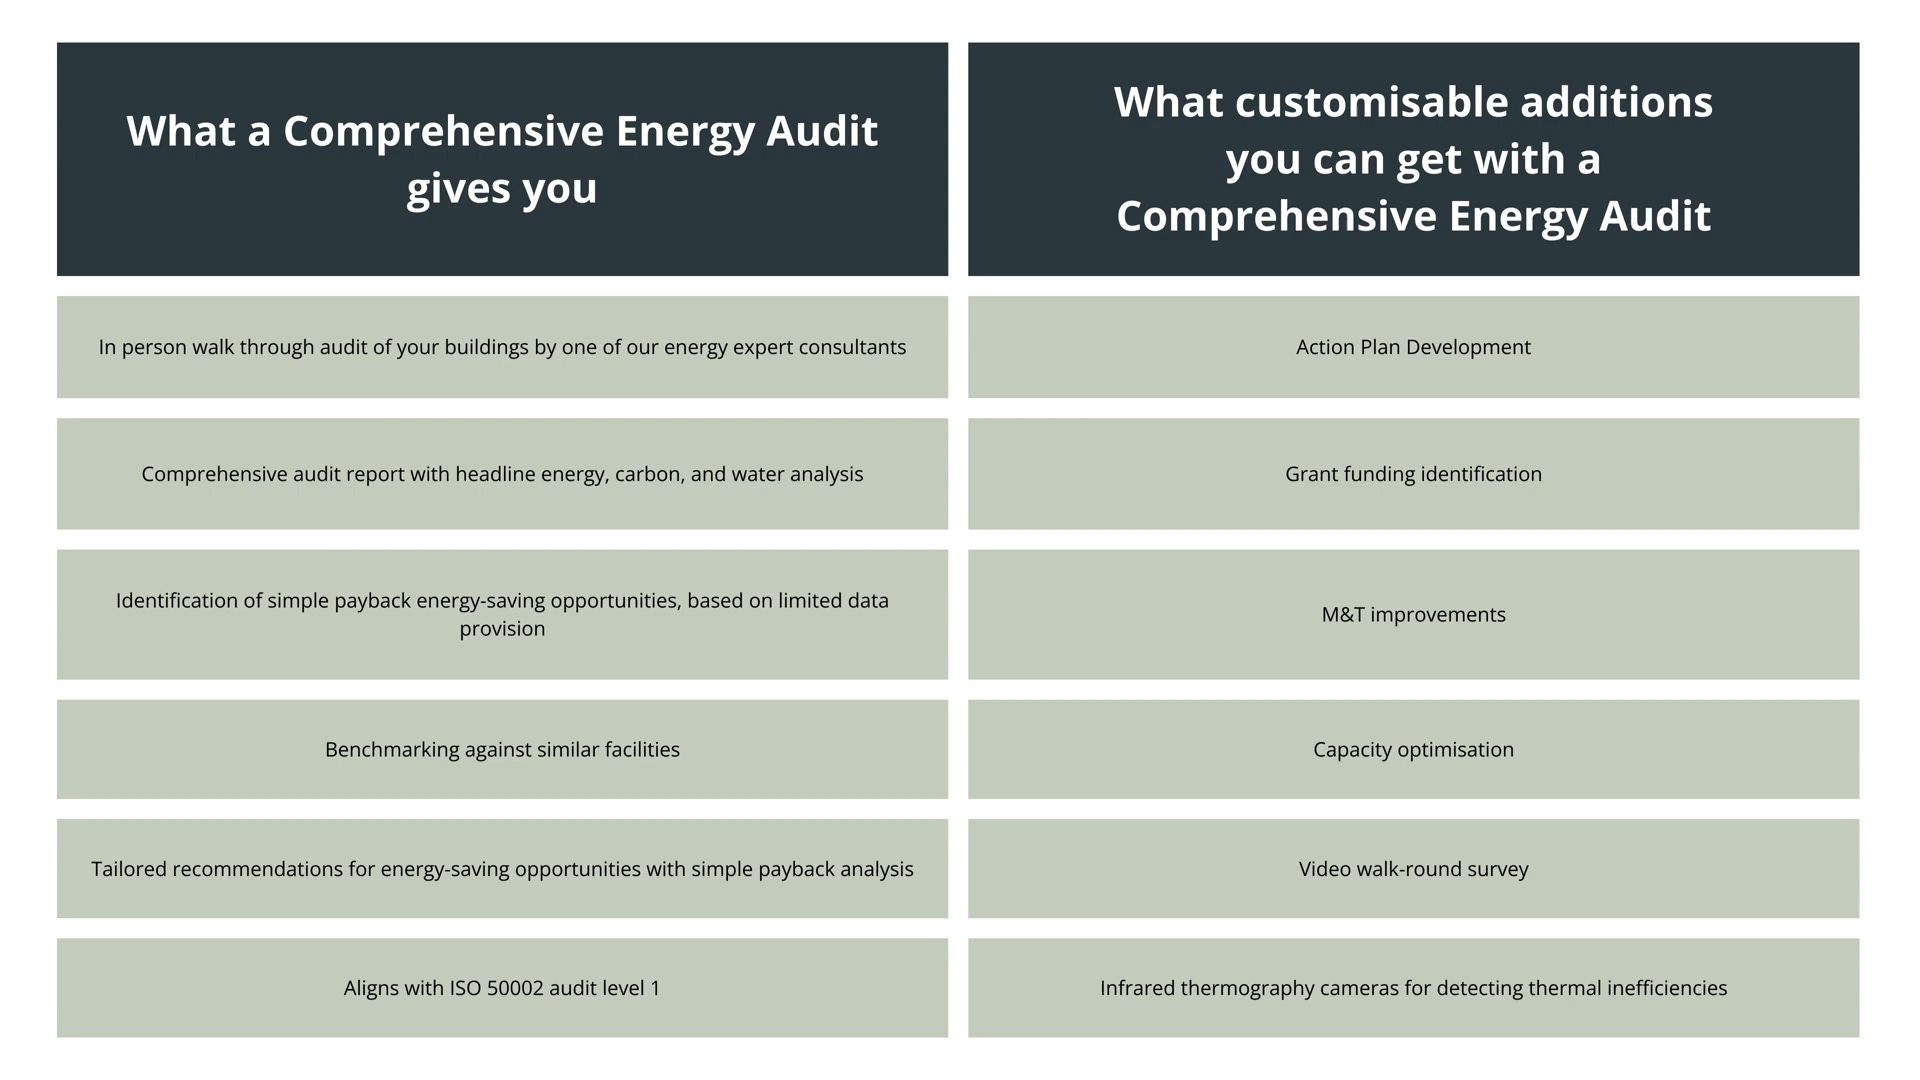 What a Comprehensive Energy Audit
gives you
What customisable additions
you can get with a
Comprehensive Energy Audit
In person walk through audit of your buildings by one of our energy expert consultants
Action Plan Development
Comprehensive audit report with headline energy, carbon, and water analysis
Grant funding identification
Identification of simple payback energy-saving opportunities, based on limited data
provision
M&T improvements
Benchmarking against similar facilities
Capacity optimisation
Tailored recommendations for energy-saving opportunities with simple payback analysis
Video walk-round survey
Aligns with ISO 50002 audit level 1
Infrared thermography cameras for detecting thermal inefficiencies